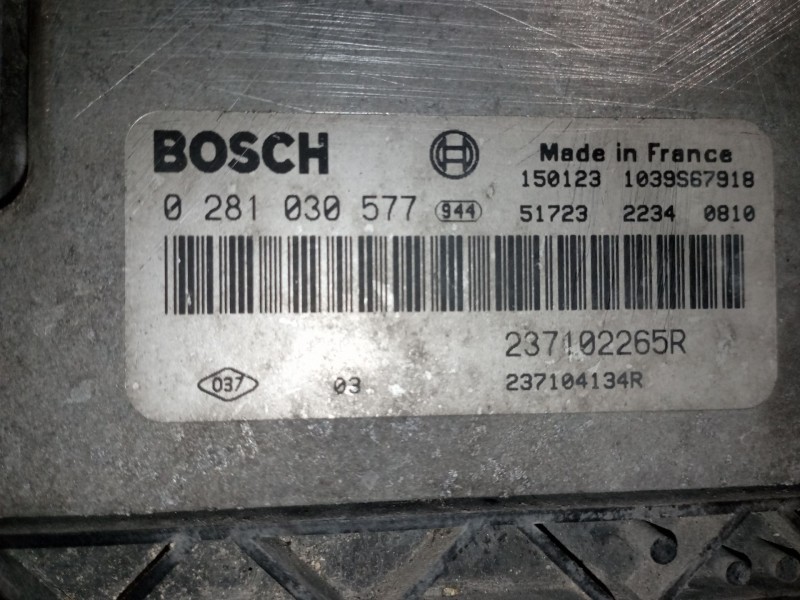 BOSCH
Made in France
150123 1039S67918
0 281 030 577 944 51723 2234 0810
237102265R
037 03 237104134R